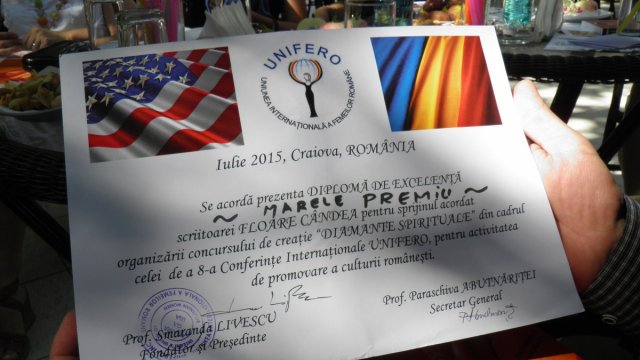 UNIFERO
UNIUNEA INTERNAȚIONALĂ A FEMEILOR ROMÂNE
Iulie 2015, Craiova, ROMÂNIA
Se acordă prezenta DIPLOMĂ DE EXCELENȚĂ
~ MARELE PREMIU ~
scriitoarei FLOARE CÂNDEA pentru sprijinul acordat
organizării concursului de creație "DIAMANTE SPIRITUALE" din cadrul
celei de a 8-a Conferințe Internaționale UNIFERO, pentru activitatea
de promovare a culturii românești.
Prof. Smaranda LIVESCU
Fondator și Președinte
Prof. Paraschiva ABUTNĂRIȚEI
Secretar General